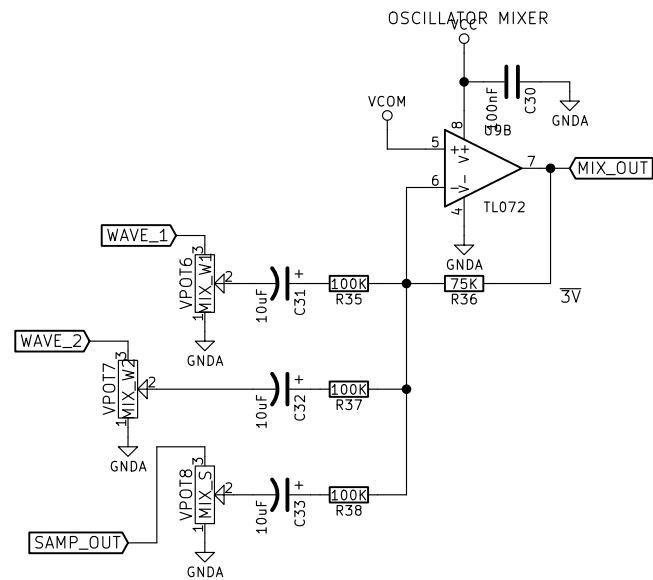 OSCILLATOR MIXER
VCC
100nF
C30
GNDA
VCOM
8
U9B
5
+
V+
7
MIX_OUT
6
V-
4
TL072
GNDA
WAVE_1
3
VPOT6
MIX_W1
2
1
GNDA
10uF
+
C31
100K
R35
75K
R36
3V
WAVE_2
3
VPOT7
MIX_W2
2
1
GNDA
10uF
+
C32
100K
R37
3
VPOT8
MIX_S
2
1
GNDA
10uF
+
C33
100K
R38
SAMP_OUT